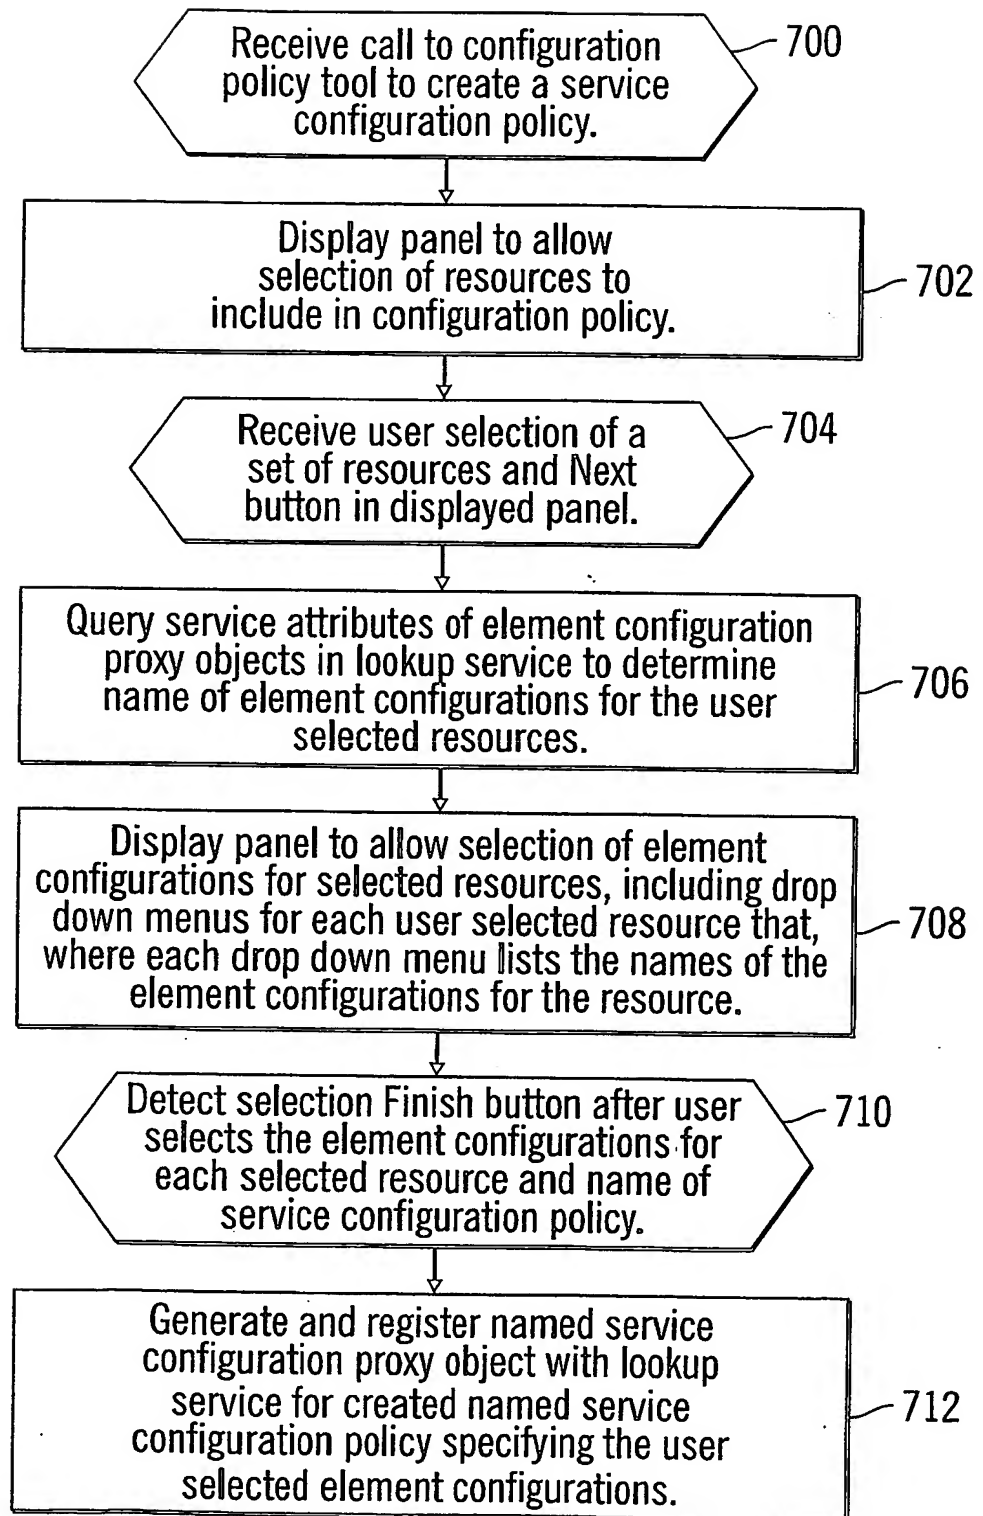 Receive call to configuration
policy tool to create a service
configuration policy.
700
Display panel to allow
selection of resources to
include in configuration policy.
702
Receive user selection of a
set of resources and Next
button in displayed panel.
704
Query service attributes of element configuration
proxy objects in lookup service to determine
name of element configurations for the user
selected resources.
706
Display panel to allow selection of element
configurations for selected resources, including drop
down menus for each user selected resource that,
where each drop down menu lists the names of the
element configurations for the resource.
708
Detect selection Finish button after user
selects the element configurations for
each selected resource and name of
service configuration policy.
710
Generate and register named service
configuration proxy object with lookup
service for created named service
configuration policy specifying the user
selected element configurations.
712